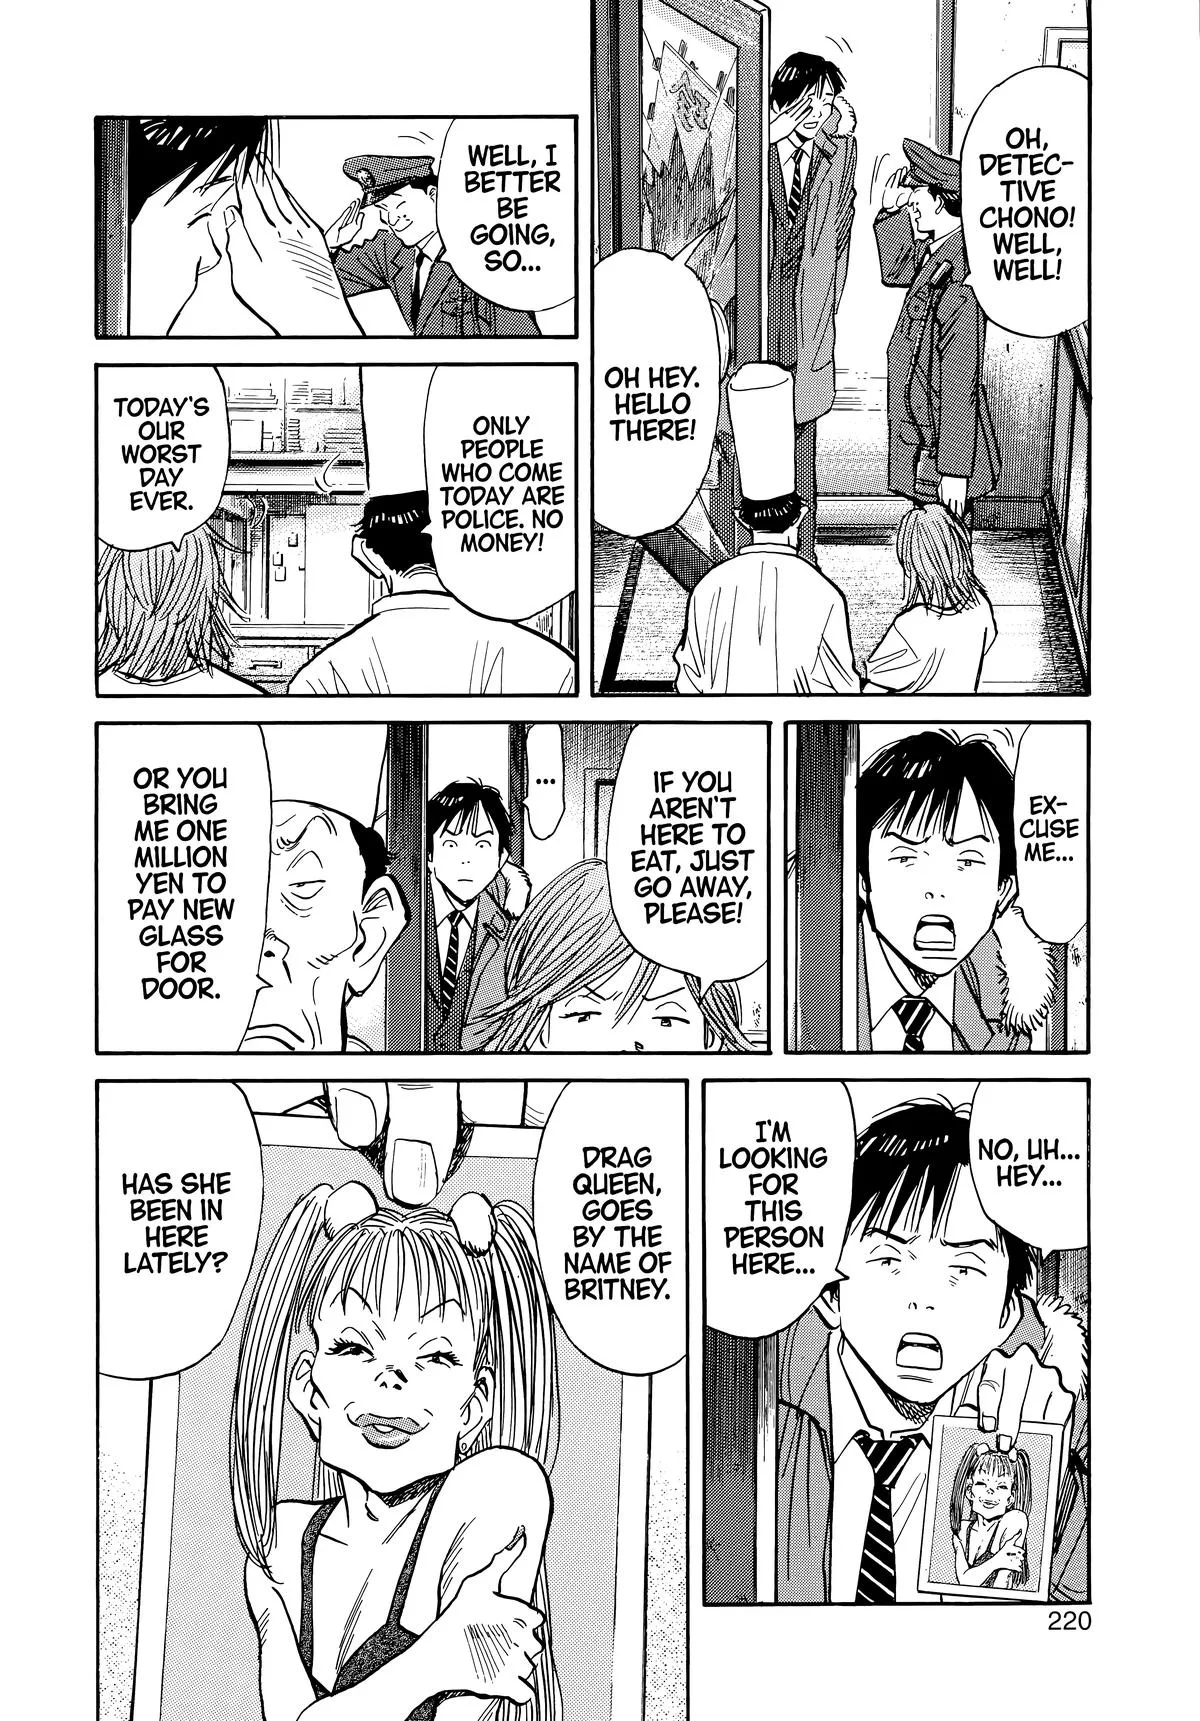 OH,
DETEC-
TIVE
CHONO!
WELL,
WELL!
OH HEY.
HELLO
THERE!
WELL, I
BETTER
BE
GOING,
SO...
ONLY
PEOPLE
WHO COME
TODAY ARE
POLICE. NO
MONEY!
TODAY'S
OUR
WORST
DAY
EVER.
EX-
CUSE
ME...
IF YOU
AREN'T
HERE TO
EAT, JUST
GO AWAY,
PLEASE!
...
OR YOU
BRING
ME ONE
MILLION
YEN TO
PAY NEW
GLASS
FOR
DOOR.
NO, UH...
HEY...
I'M
LOOKING
FOR
THIS
PERSON
HERE...
DRAG
QUEEN,
GOES
BY THE
NAME OF
BRITNEY.
HAS SHE
BEEN IN
HERE
LATELY?
220